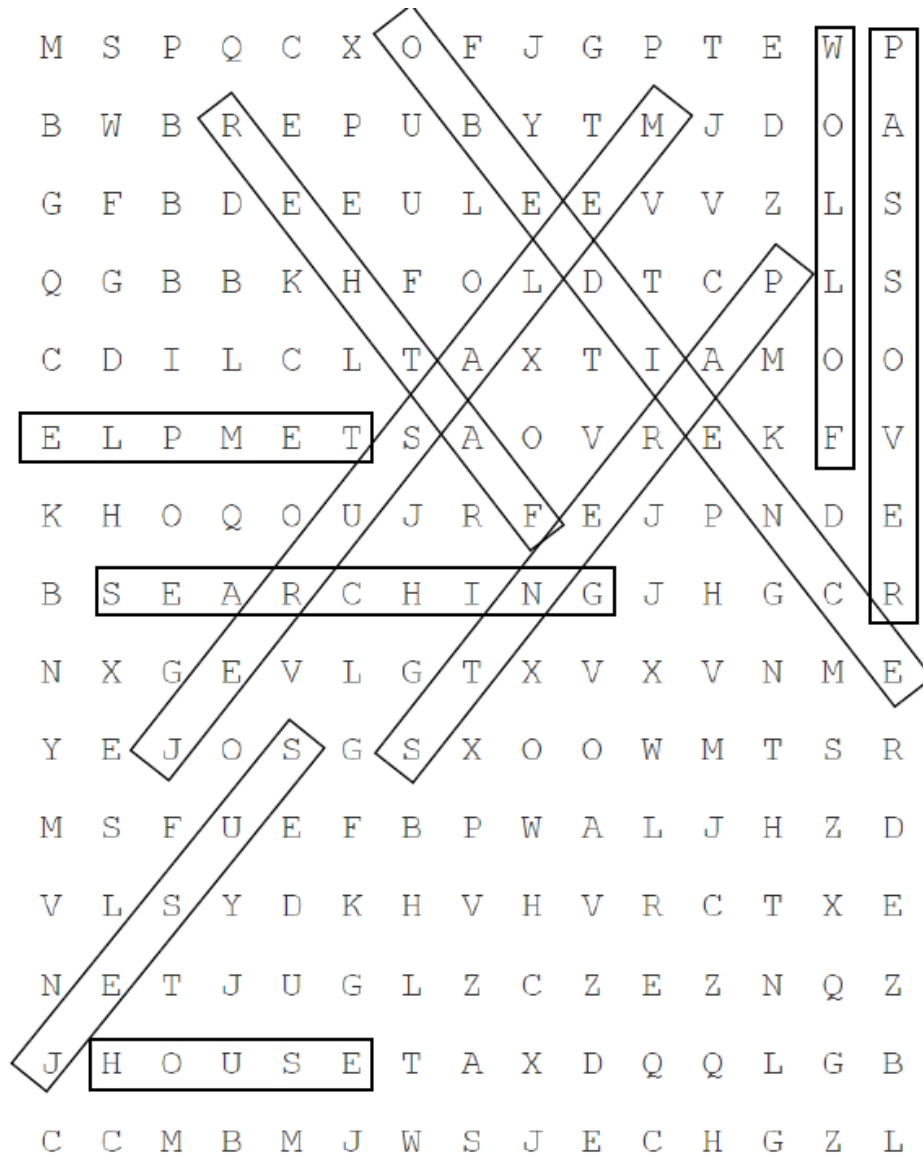 M S P Q C X O F J G P T E W P
B W B R E P U B Y T M J D O A
G F B D E E U L E E V V Z L S
Q G B B K H F O L D T C P L S
C D I L C L T A X T I A M O O
E L P M E T S A O V R E K F V
K H O Q O U J R F E J P N D E
B S E A R C H I N G J H G C R
N X G E V L G T X V X V N M E
Y E J O S G S X O O W M T S R
M S F U E F B P W A L J H Z D
V L S Y D K H V H V R C T X E
N E T J U G L Z C Z E Z N Q Z
J H O U S E T A X D Q Q L G B
C C M B M J W S J E C H G Z L